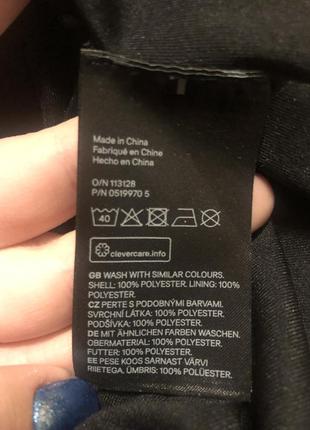 Made in China
Fabriqué en Chine
Hecho en China
O/N 113128
P/N 0519970 5
40
P
clevercare.info
GB WASH WITH SIMILAR COLOURS.
SHELL: 100% POLYESTER. LINING: 100%
POLYESTER.
CZ PERTE S PODOBNÝMI BARVAMI.
SVRCHNÍ LÁTKA: 100% POLYESTER.
PODŠÍVKA: 100% POLYESTER.
DE MIT ÄHNLICHEN FARBEN WASCHEN.
OBERMATERIAL: 100% POLYESTER.
FUTTER: 100% POLYESTER.
EE PESE KOOS SARNAST VÄRVI
RIIETEGA. ÜMBRIS: 100% POLÜESTER.